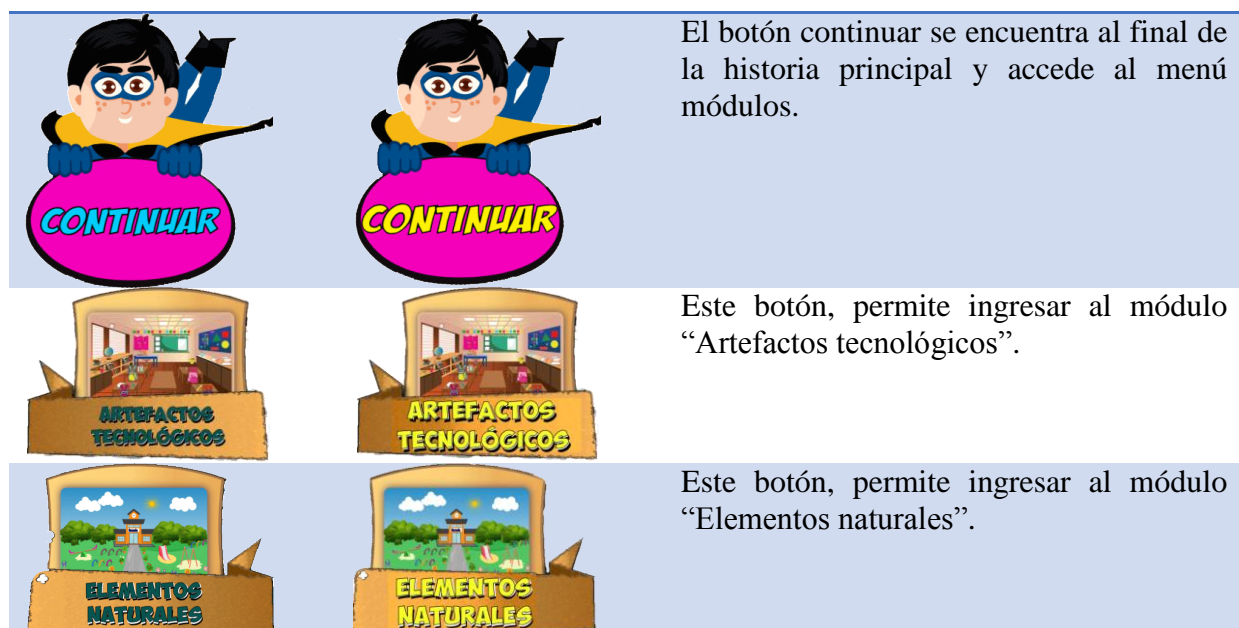 CONTINUAR
CONTINUAR
El botón continuar se encuentra al final de
la historia principal y accede al menú
módulos.
ARTEFACTOS
TECNOLÓGICOS
ARTEFACTOS
TECNOLÓGICOS
Este botón, permite ingresar al módulo
“Artefactos tecnológicos”.
ELEMENTOS
NATURALES
ELEMENTOS
NATURALES
Este botón, permite ingresar al módulo
“Elementos naturales”.